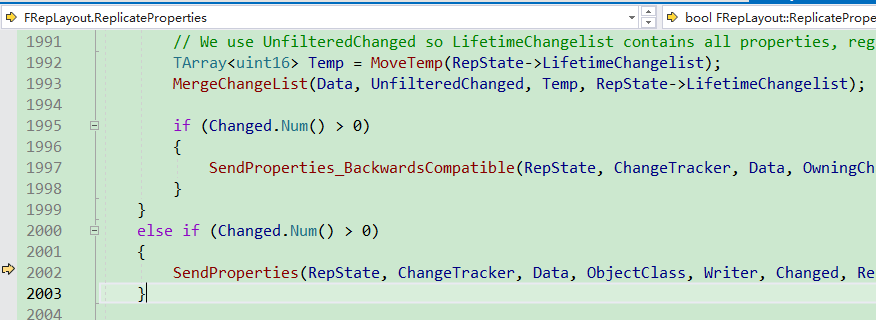 FRepLayout.ReplicateProperties bool FRepLayout::ReplicatePrope
1991 // We use UnfilteredChanged so LifetimeChangelist contains all properties, reg
1992 TArray<uint16> Temp = MoveTemp(RepState->LifetimeChangelist);
1993 MergeChangeList(Data, UnfilteredChanged, Temp, RepState->LifetimeChangelist);
1994
1995 if (Changed.Num() > 0)
1996 {
1997 SendProperties_BackwardsCompatible(RepState, ChangeTracker, Data, OwningCh
1998 }
1999 }
2000 else if (Changed.Num() > 0)
2001 {
2002 SendProperties(RepState, ChangeTracker, Data, ObjectClass, Writer, Changed, Re
2003 }
2004